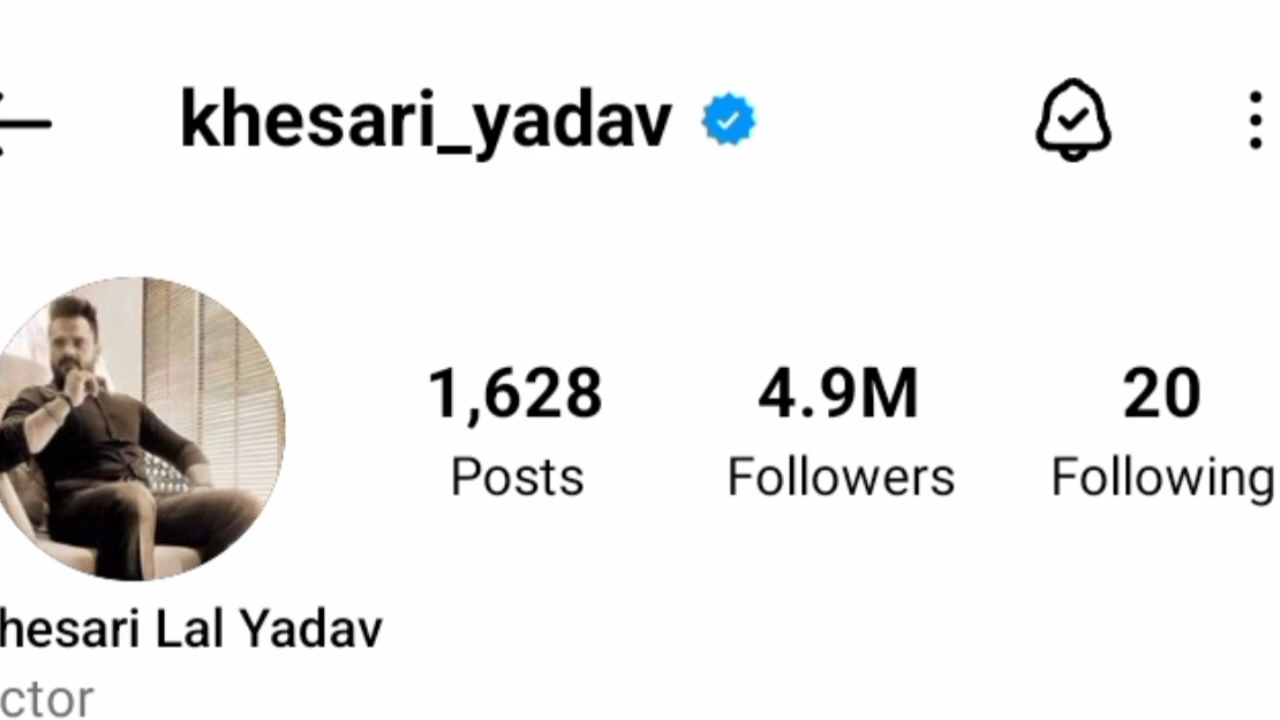 khesari_yadav
1,628 4.9M 20
Posts Followers Following
hesari Lal Yadav
ctor